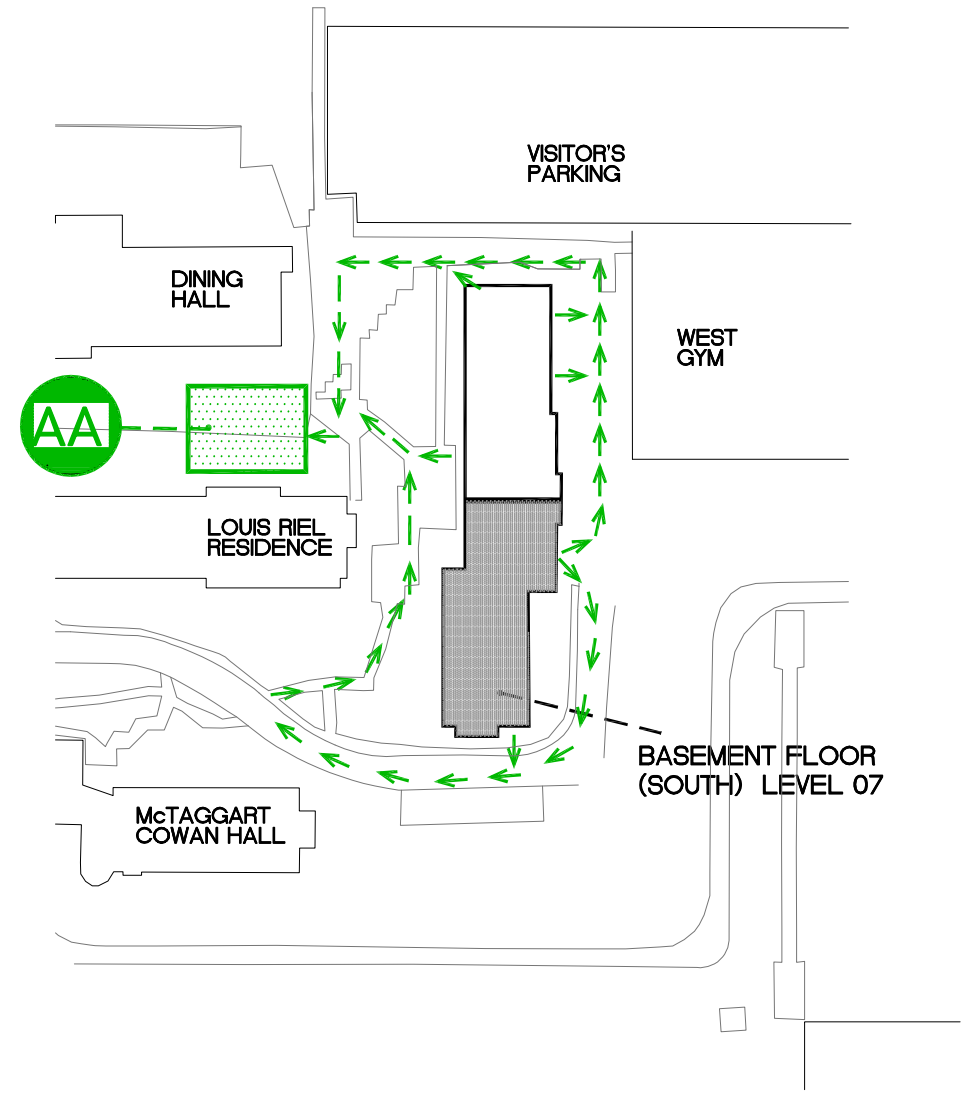 VISITOR'S
PARKING
DINING
HALL
WEST
GYM
AA
LOUIS RIEL
RESIDENCE
BASEMENT FLOOR
(SOUTH) LEVEL 07
McTAGGART
COWAN HALL